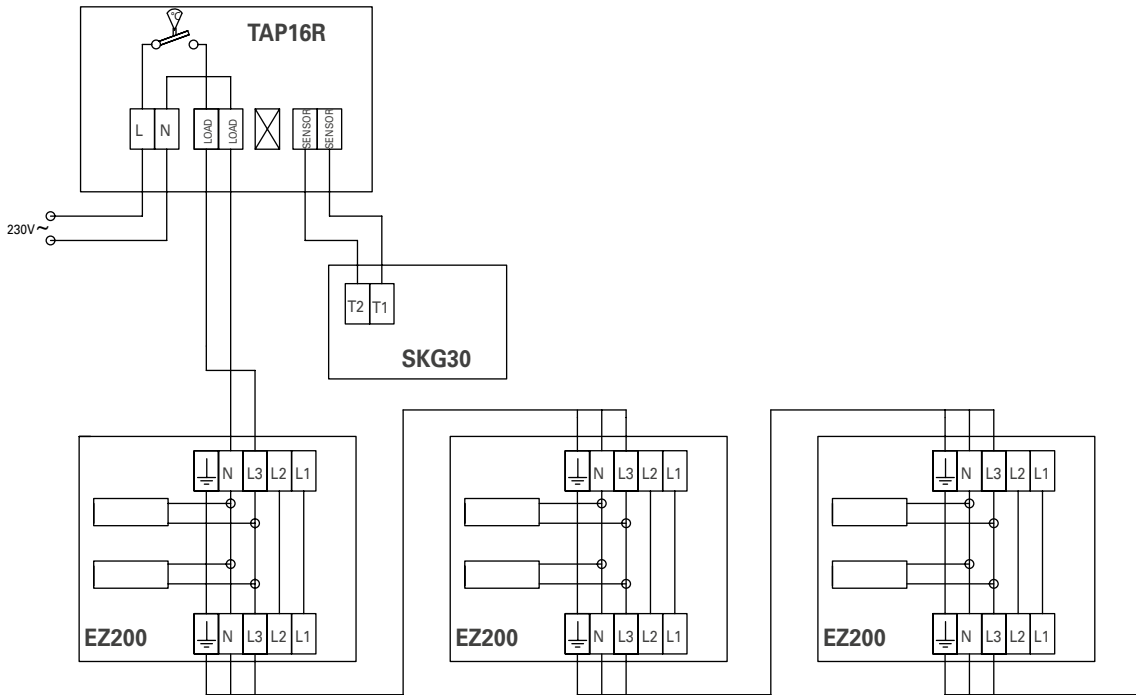 °C
TAP16R
L N LOAD LOAD SENSOR SENSOR
230V~
T2 T1
SKG30
N L3 L2 L1
N L3 L2 L1
N L3 L2 L1
EZ200
N L3 L2 L1
EZ200
N L3 L2 L1
EZ200
N L3 L2 L1